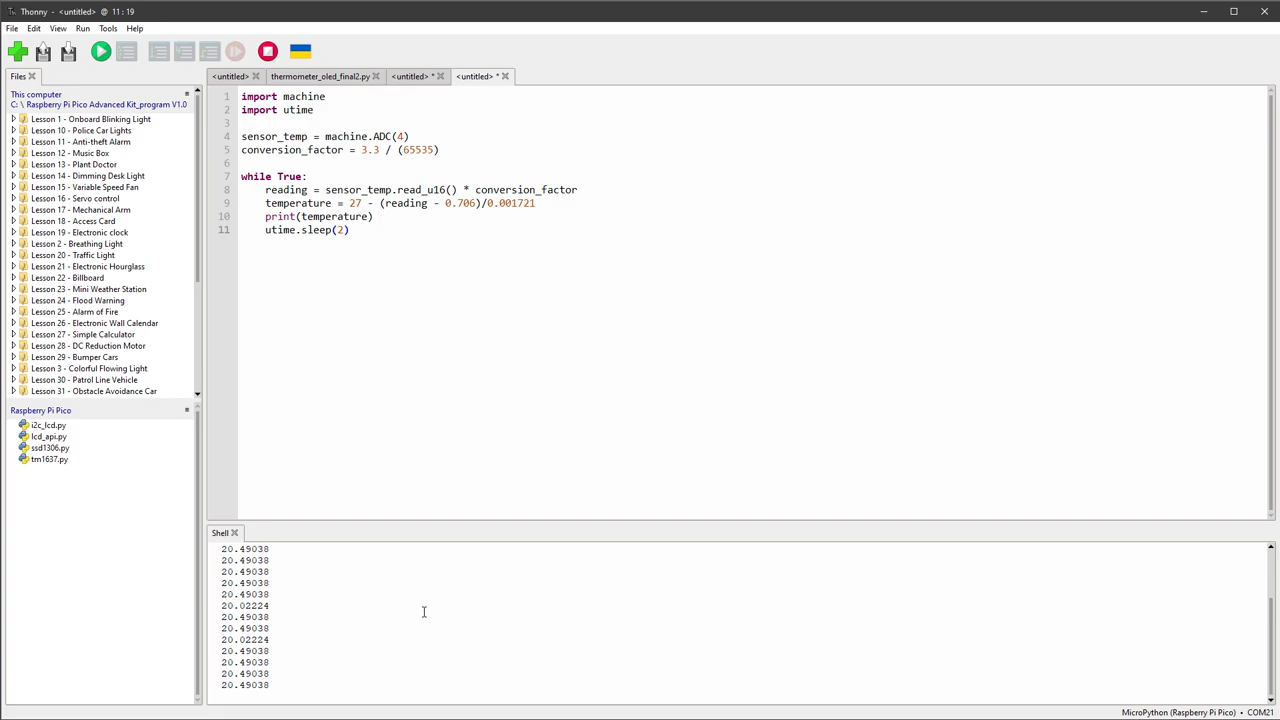 Thonny - <untitled> @ 11 : 19
File Edit View Run Tools Help
Files
This computer
C: \ Raspberry Pi Pico Advanced Kit_program V1.0
Lesson 1 - Onboard Blinking Light
Lesson 10 - Police Car Lights
Lesson 11 - Anti-theft Alarm
Lesson 12 - Music Box
Lesson 13 - Plant Doctor
Lesson 14 - Dimming Desk Light
Lesson 15 - Variable Speed Fan
Lesson 16 - Servo control
Lesson 17 - Mechanical Arm
Lesson 18 - Access Card
Lesson 19 - Electronic clock
Lesson 2 - Breathing Light
Lesson 20 - Traffic Light
Lesson 21 - Electronic Hourglass
Lesson 22 - Billboard
Lesson 23 - Mini Weather Station
Lesson 24 - Flood Warning
Lesson 25 - Alarm of Fire
Lesson 26 - Electronic Wall Calendar
Lesson 27 - Simple Calculator
Lesson 28 - DC Reduction Motor
Lesson 29 - Bumper Cars
Lesson 3 - Colorful Flowing Light
Lesson 30 - Patrol Line Vehicle
Lesson 31 - Obstacle Avoidance Car
Raspberry Pi Pico
i2c_lcd.py
lcd_api.py
ssd1306.py
tm1637.py
<untitled> thermometer_oled_final2.py <untitled> * <untitled> *
1 import machine
2 import utime
3
4 sensor_temp = machine.ADC(4)
5 conversion_factor = 3.3 / (65535)
6
7 while True:
8 reading = sensor_temp.read_u16() * conversion_factor
9 temperature = 27 - (reading - 0.706)/0.001721
10 print(temperature)
11 utime.sleep(2)
Shell
20.49038
20.49038
20.49038
20.49038
20.49038
20.02224
20.49038
20.49038
20.02224
20.49038
20.49038
20.49038
20.49038
MicroPython (Raspberry Pi Pico) • COM21